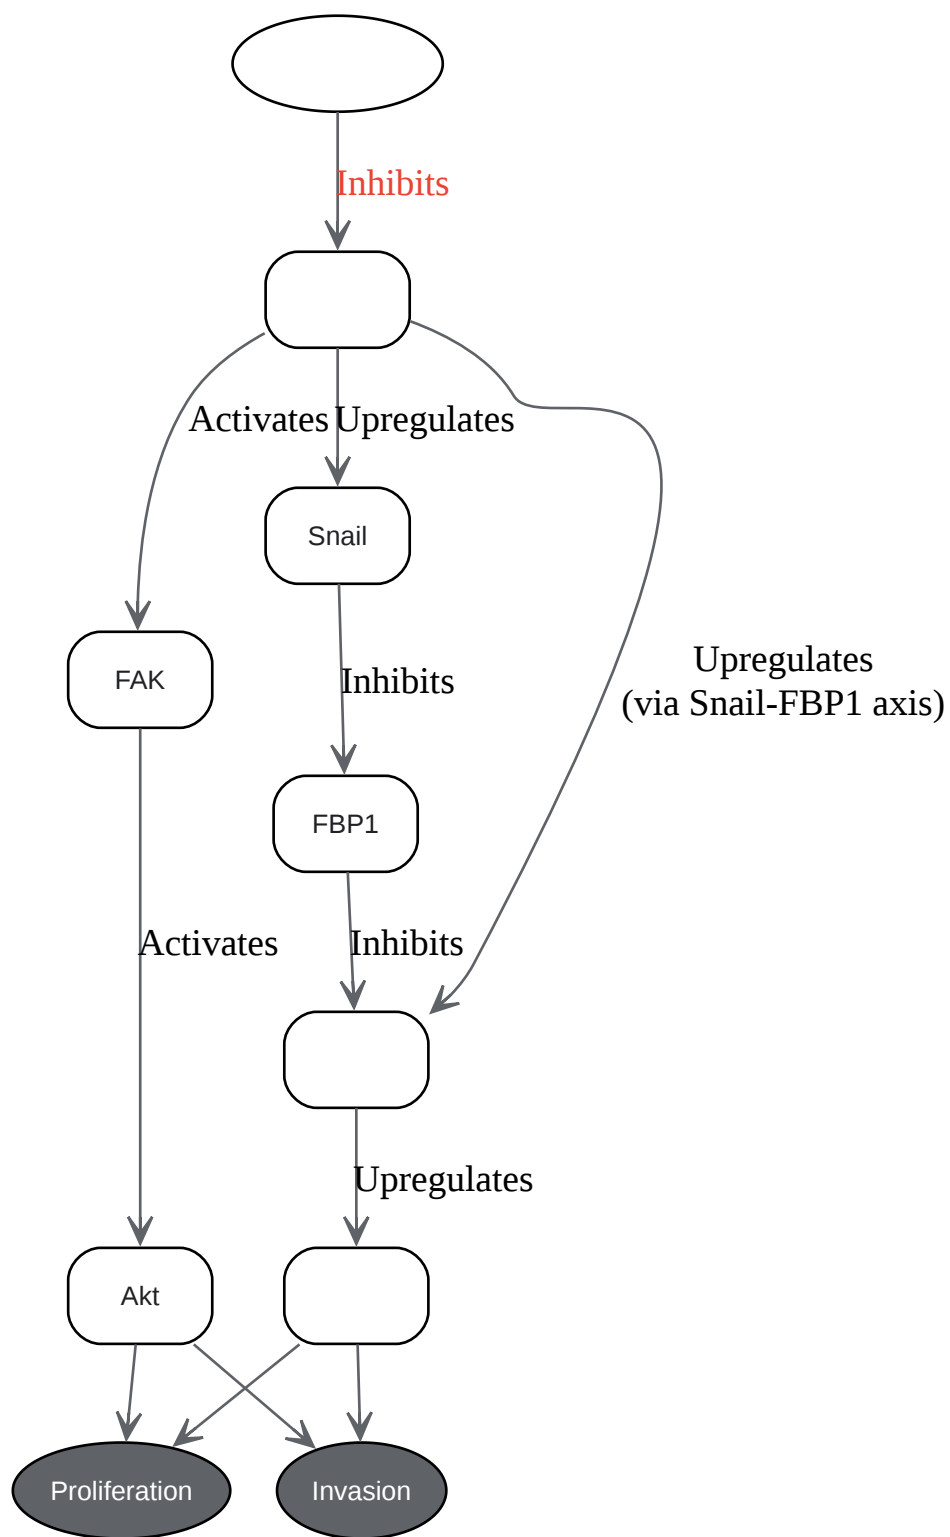 Inhibits
Activates
Upregulates
Snail
FAK
Inhibits
Upregulates
(via Snail-FBP1 axis)
FBP1
Activates
Inhibits
Upregulates
Akt
Proliferation
Invasion